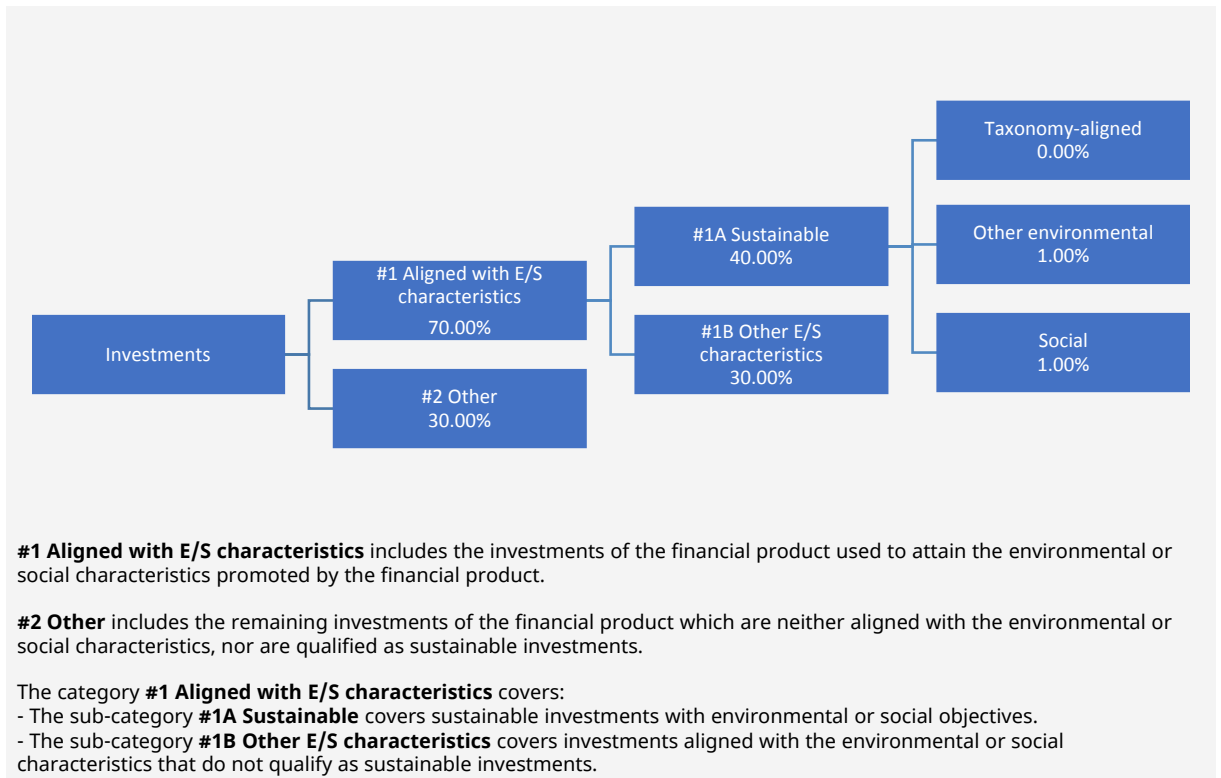 Investments
#1 Aligned with E/S
characteristics
70.00%
#2 Other
30.00%
#1A Sustainable
40.00%
#1B Other E/S
characteristics
30.00%
Taxonomy-aligned
0.00%
Other environmental
1.00%
Social
1.00%
#1 Aligned with E/S characteristics includes the investments of the financial product used to attain the environmental or
social characteristics promoted by the financial product.
#2 Other includes the remaining investments of the financial product which are neither aligned with the environmental or
social characteristics, nor are qualified as sustainable investments.
The category #1 Aligned with E/S characteristics covers:
- The sub-category #1A Sustainable covers sustainable investments with environmental or social objectives.
- The sub-category #1B Other E/S characteristics covers investments aligned with the environmental or social
characteristics that do not qualify as sustainable investments.